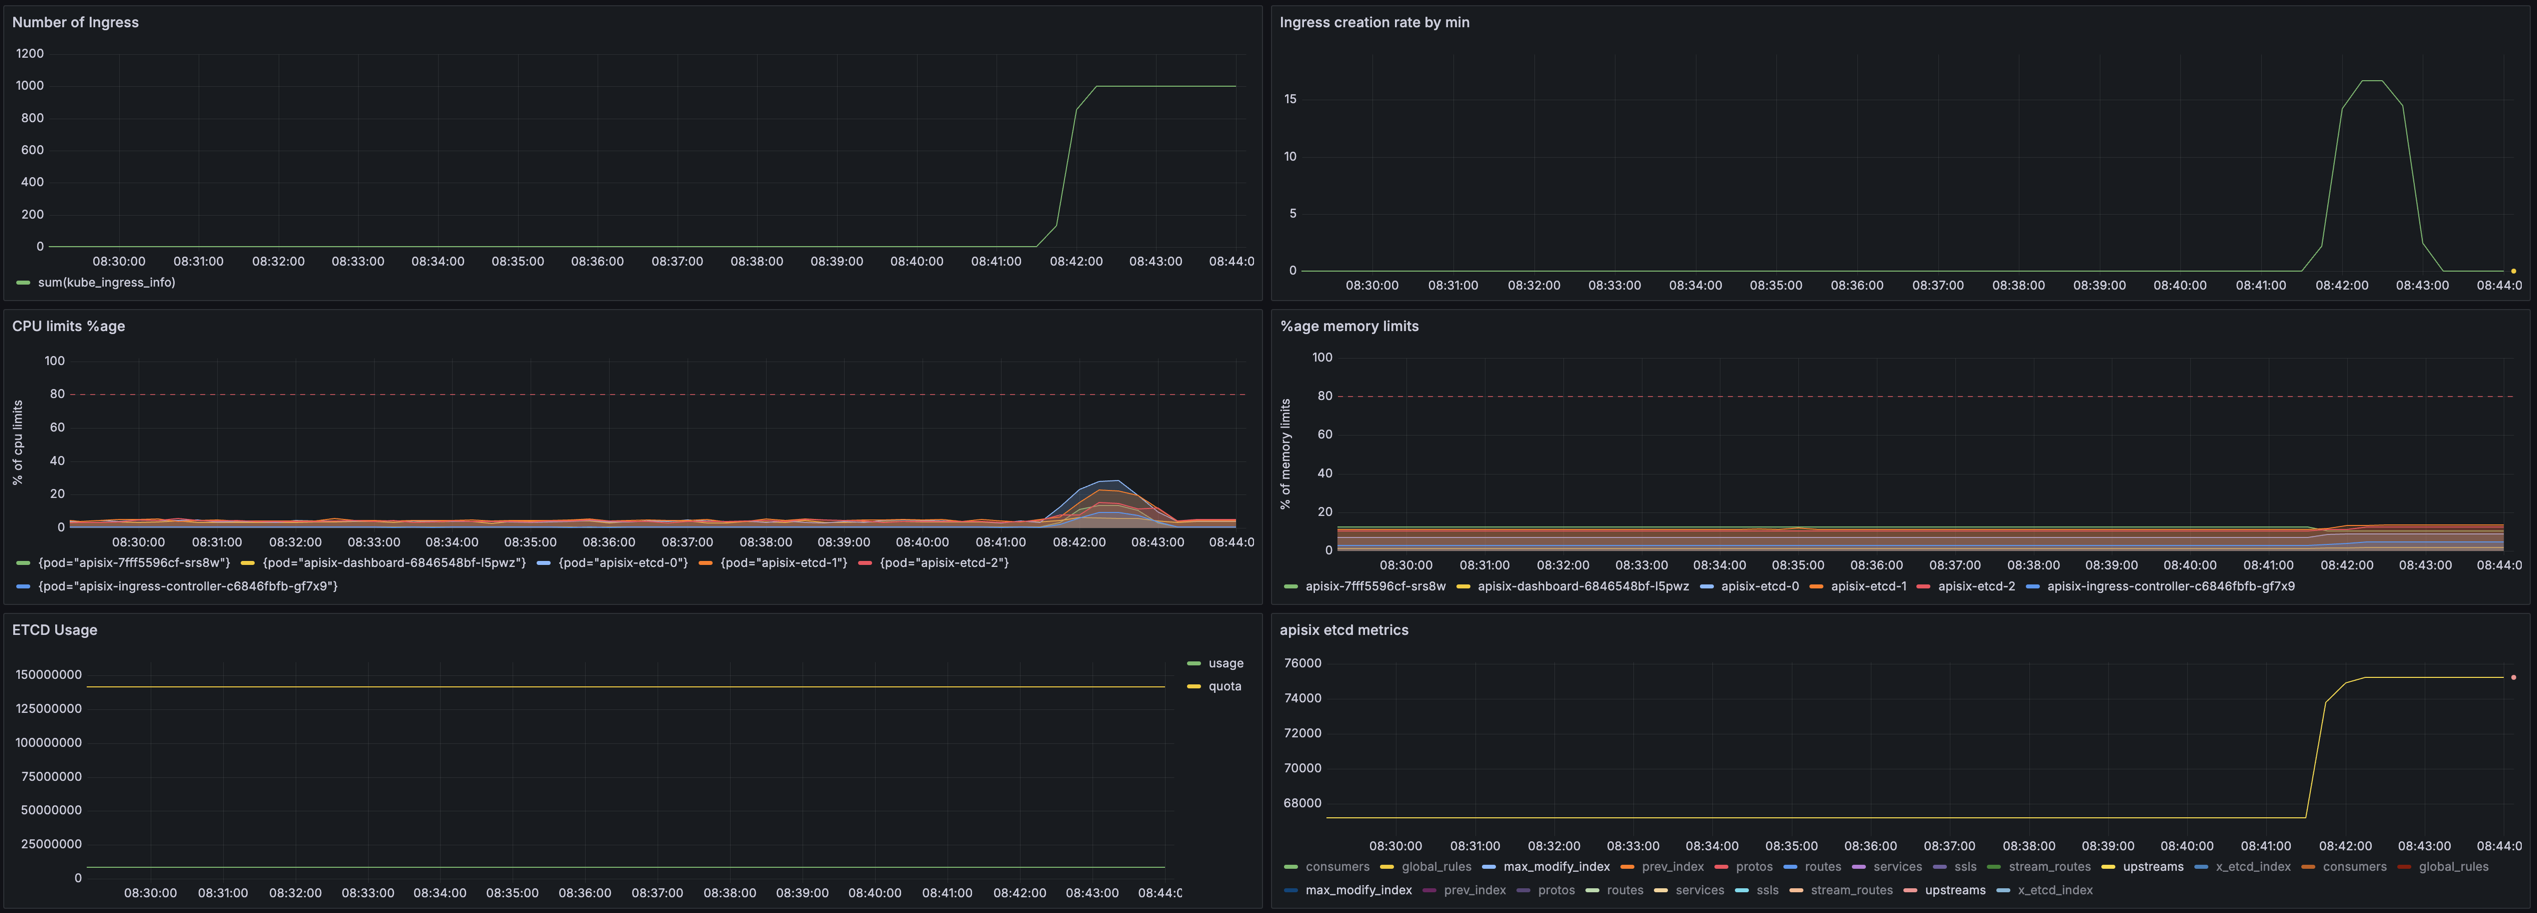 Number of Ingress
1200
1000
800
600
400
200
0
08:30:00 08:31:00 08:32:00 08:33:00 08:34:00 08:35:00 08:36:00 08:37:00 08:38:00 08:39:00 08:40:00 08:41:00 08:42:00 08:43:00 08:44:0
sum(kube_ingress_info)
Ingress creation rate by min
15
10
5
0
08:30:00 08:31:00 08:32:00 08:33:00 08:34:00 08:35:00 08:36:00 08:37:00 08:38:00 08:39:00 08:40:00 08:41:00 08:42:00 08:43:00 08:44:0
CPU limits %age
% of cpu limits
100
80
60
40
20
0
08:30:00 08:31:00 08:32:00 08:33:00 08:34:00 08:35:00 08:36:00 08:37:00 08:38:00 08:39:00 08:40:00 08:41:00 08:42:00 08:43:00 08:44:0
{pod="apisix-7fff5596cf-srs8w"} {pod="apisix-dashboard-6846548bf-l5pwz"} {pod="apisix-etcd-0"} {pod="apisix-etcd-1"} {pod="apisix-etcd-2"}
{pod="apisix-ingress-controller-c6846fbfb-gf7x9"}
%age memory limits
% of memory limits
100
80
60
40
20
0
08:30:00 08:31:00 08:32:00 08:33:00 08:34:00 08:35:00 08:36:00 08:37:00 08:38:00 08:39:00 08:40:00 08:41:00 08:42:00 08:43:00 08:44:0
apisix-7fff5596cf-srs8w apisix-dashboard-6846548bf-l5pwz apisix-etcd-0 apisix-etcd-1 apisix-etcd-2 apisix-ingress-controller-c6846fbfb-gf7x9
ETCD Usage
150000000
125000000
100000000
75000000
50000000
25000000
0
08:30:00 08:31:00 08:32:00 08:33:00 08:34:00 08:35:00 08:36:00 08:37:00 08:38:00 08:39:00 08:40:00 08:41:00 08:42:00 08:43:00 08:44:0
usage
quota
apisix etcd metrics
76000
74000
72000
70000
68000
08:30:00 08:31:00 08:32:00 08:33:00 08:34:00 08:35:00 08:36:00 08:37:00 08:38:00 08:39:00 08:40:00 08:41:00 08:42:00 08:43:00 08:44:0
consumers global_rules max_modify_index prev_index protos routes services ssls stream_routes upstreams x_etcd_index consumers global_rules
max_modify_index prev_index protos routes services ssls stream_routes upstreams x_etcd_index